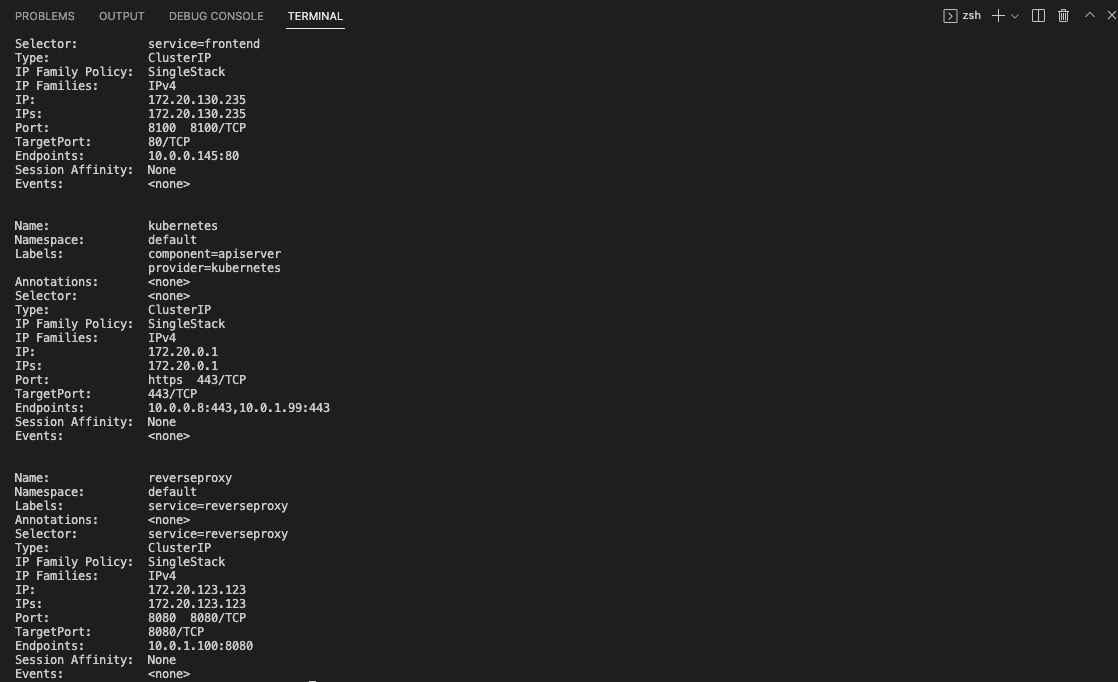 PROBLEMS OUTPUT DEBUG CONSOLE TERMINAL zsh
Selector: service=frontend
Type: ClusterIP
IP Family Policy: SingleStack
IP Families: IPv4
IP: 172.20.130.235
IPs: 172.20.130.235
Port: 8100 8100/TCP
TargetPort: 80/TCP
Endpoints: 10.0.0.145:80
Session Affinity: None
Events: <none>
Name: kubernetes
Namespace: default
Labels: component=apiserver
provider=kubernetes
Annotations: <none>
Selector: <none>
Type: ClusterIP
IP Family Policy: SingleStack
IP Families: IPv4
IP: 172.20.0.1
IPs: 172.20.0.1
Port: https 443/TCP
TargetPort: 443/TCP
Endpoints: 10.0.0.8:443,10.0.1.99:443
Session Affinity: None
Events: <none>
Name: reverseproxy
Namespace: default
Labels: service=reverseproxy
Annotations: <none>
Selector: service=reverseproxy
Type: ClusterIP
IP Family Policy: SingleStack
IP Families: IPv4
IP: 172.20.123.123
IPs: 172.20.123.123
Port: 8080 8080/TCP
TargetPort: 8080/TCP
Endpoints: 10.0.1.100:8080
Session Affinity: None
Events: <none>